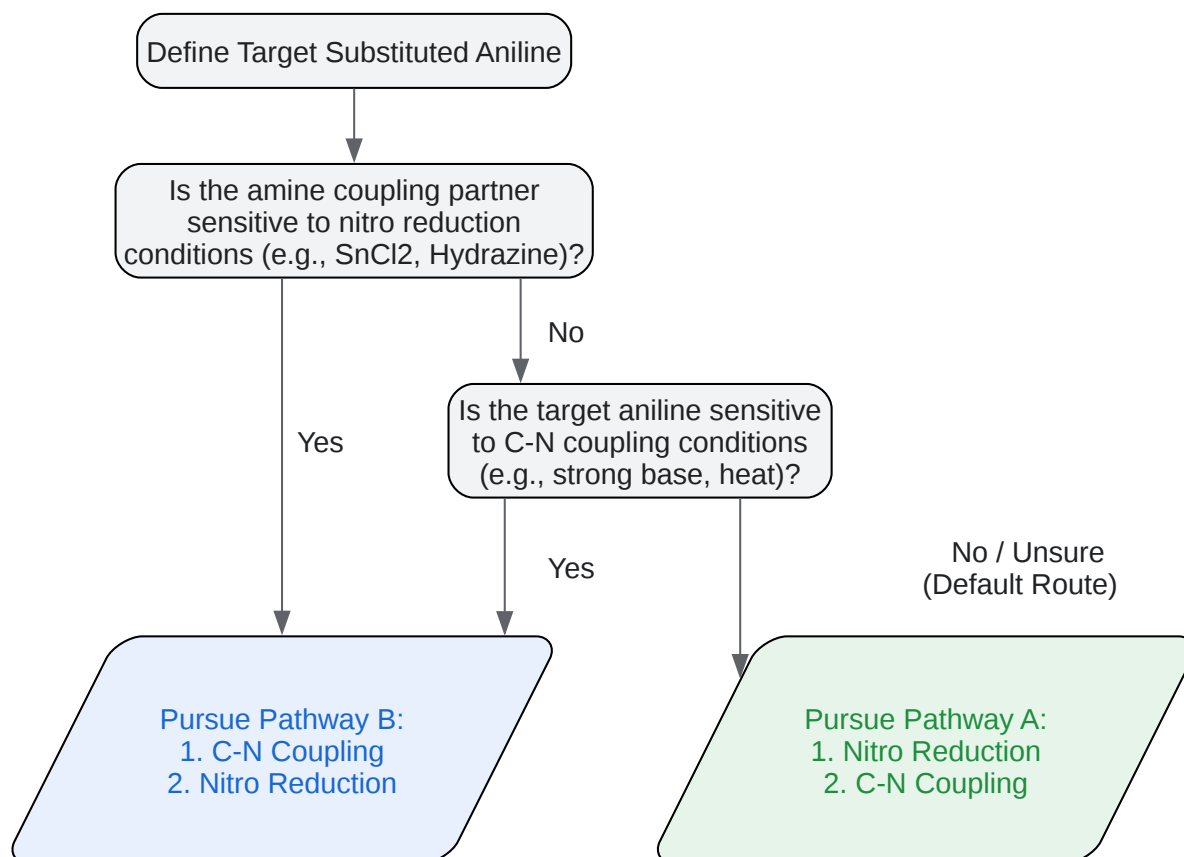 Define Target Substituted Aniline
Is the amine coupling partner
sensitive to nitro reduction
conditions (e.g., SnCl2, Hydrazine)?
No
Is the target aniline sensitive
to C-N coupling conditions
(e.g., strong base, heat)?
Yes
Yes
No / Unsure
(Default Route)
Pursue Pathway B:
1. C-N Coupling
2. Nitro Reduction
Pursue Pathway A:
1. Nitro Reduction
2. C-N Coupling